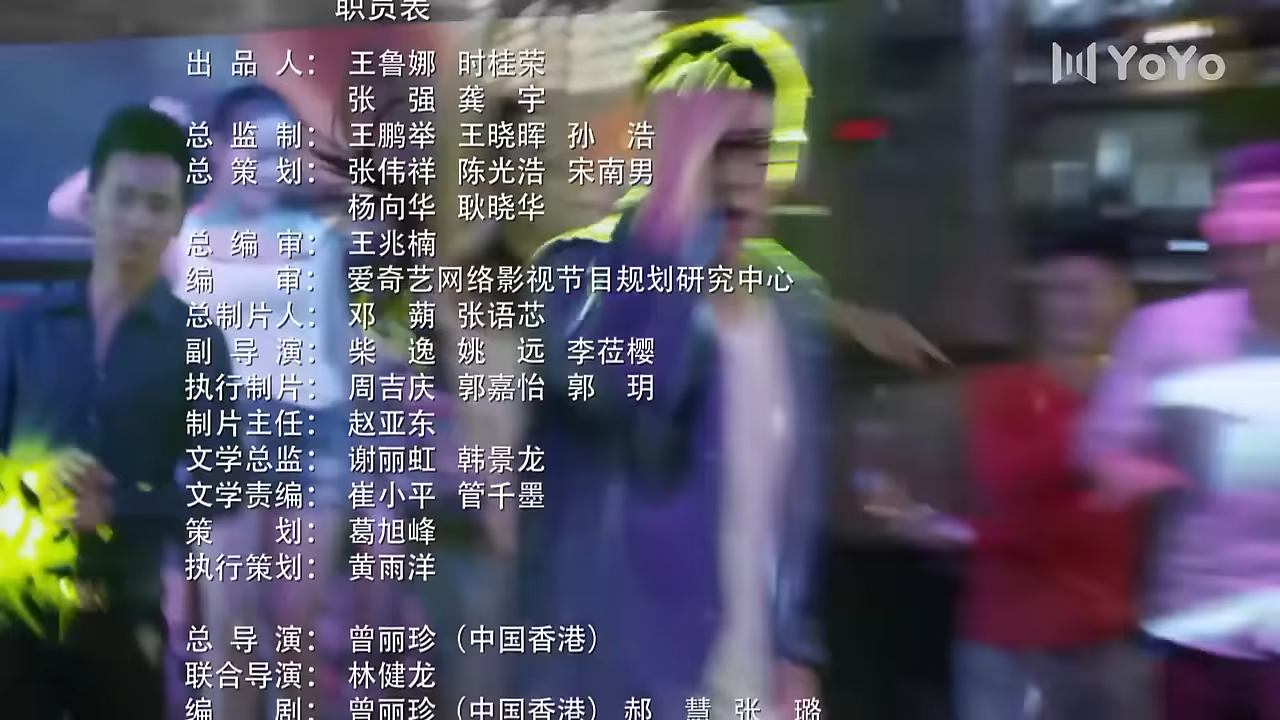 职员表
YoYo
出品人： 王鲁娜 时桂荣
张 强 龚 宇
总监制： 王鹏举 王晓晖 孙 浩
总策划： 张伟祥 陈光浩 宋南男
杨向华 耿晓华
总编审： 王兆楠
编 审： 爱奇艺网络影视节目规划研究中心
总制片人： 邓 蒴 张语芯
副导演： 柴 逸 姚 远 李莅樱
执行制片： 周吉庆 郭嘉怡 郭 玥
制片主任： 赵亚东
文学总监： 谢丽虹 韩景龙
文学责编： 崔小平 管千墨
策 划： 葛旭峰
执行策划： 黄雨洋
总导演： 曾丽珍（中国香港）
联合导演： 林健龙
编 剧： 曾丽珍（中国香港） 郝 慧 张 璐